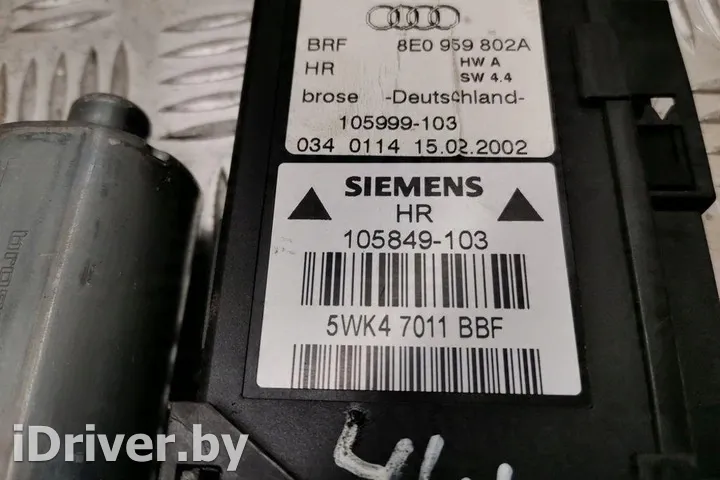 BRF 8E0 959 802A
HR HW A
SW 4.4
brose -Deutschland-
105999-103
034 0114 15.02.2002
SIEMENS
HR
105849-103
5WK4 7011 BBF
iDriver.by